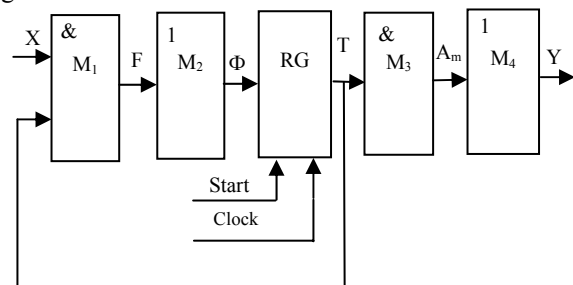 X
&
M₁
F
1
M₂
Φ
RG
T
&
M₃
Aₘ
1
M₄
Y
Start
Clock